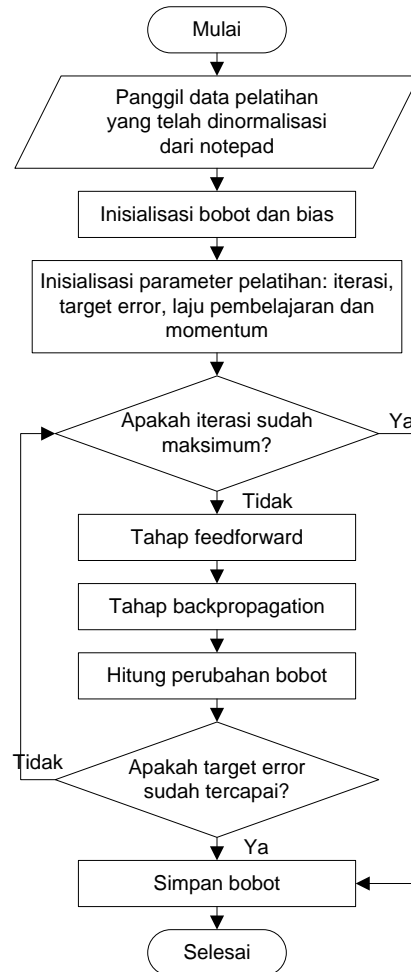 Mulai
Panggil data pelatihan
yang telah dinormalisasi
dari notepad
Inisialisasi bobot dan bias
Inisialisasi parameter pelatihan: iterasi,
target error, laju pembelajaran dan
momentum
Apakah iterasi sudah
maksimum?
Ya
Tidak
Tahap feedforward
Tahap backpropagation
Hitung perubahan bobot
Tidak
Apakah target error
sudah tercapai?
Ya
Simpan bobot
Selesai